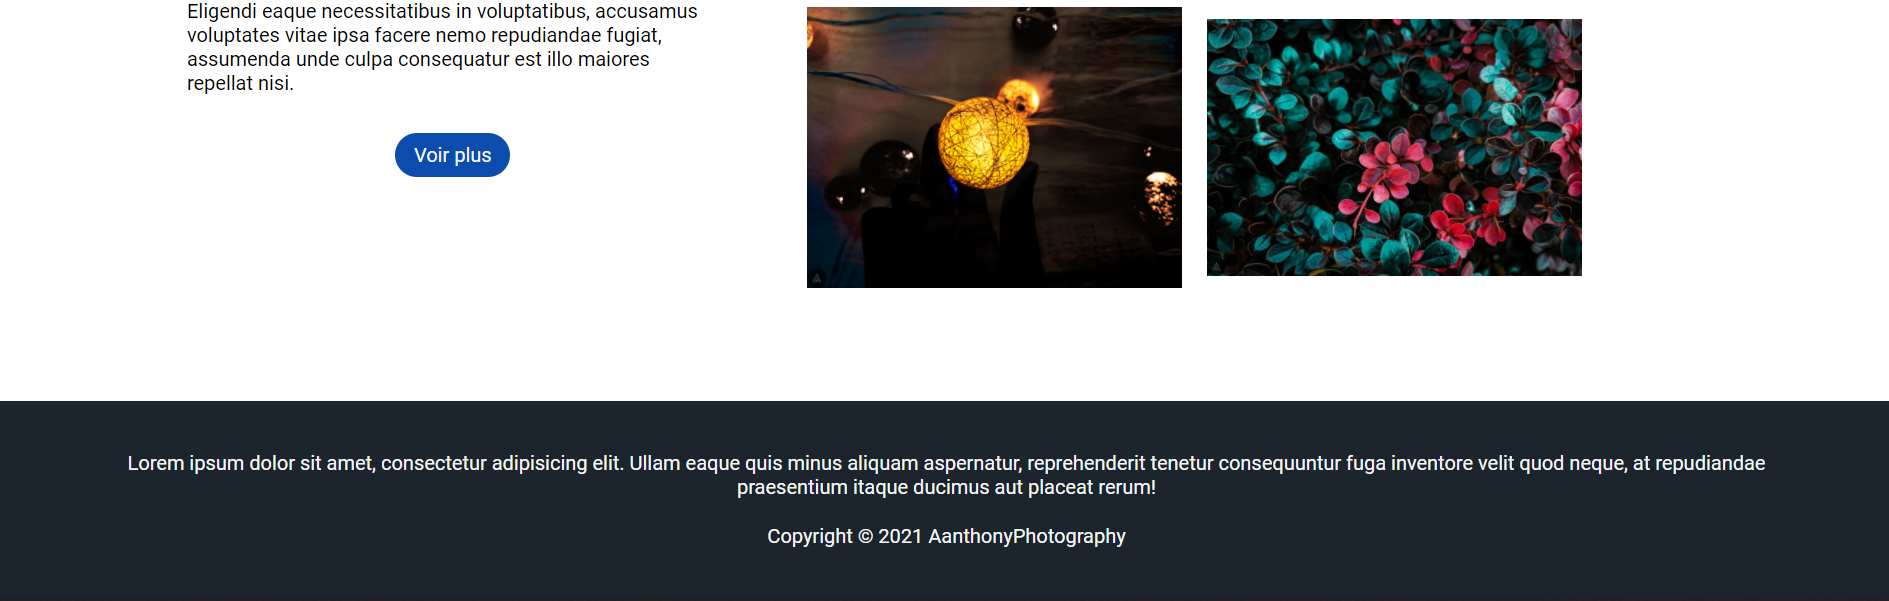 Eligendi eaque necessitatibus in voluptatibus, accusamus
voluptates vitae ipsa facere nemo repudiandae fugiat,
assumenda unde culpa consequatur est illo maiores
repellat nisi.
Voir plus
Lorem ipsum dolor sit amet, consectetur adipisicing elit. Ullam eaque quis minus aliquam aspernatur, reprehenderit tenetur consequuntur fuga inventore velit quod neque, at repudiandae
praesentium itaque ducimus aut placeat rerum!
Copyright © 2021 AanthonyPhotography